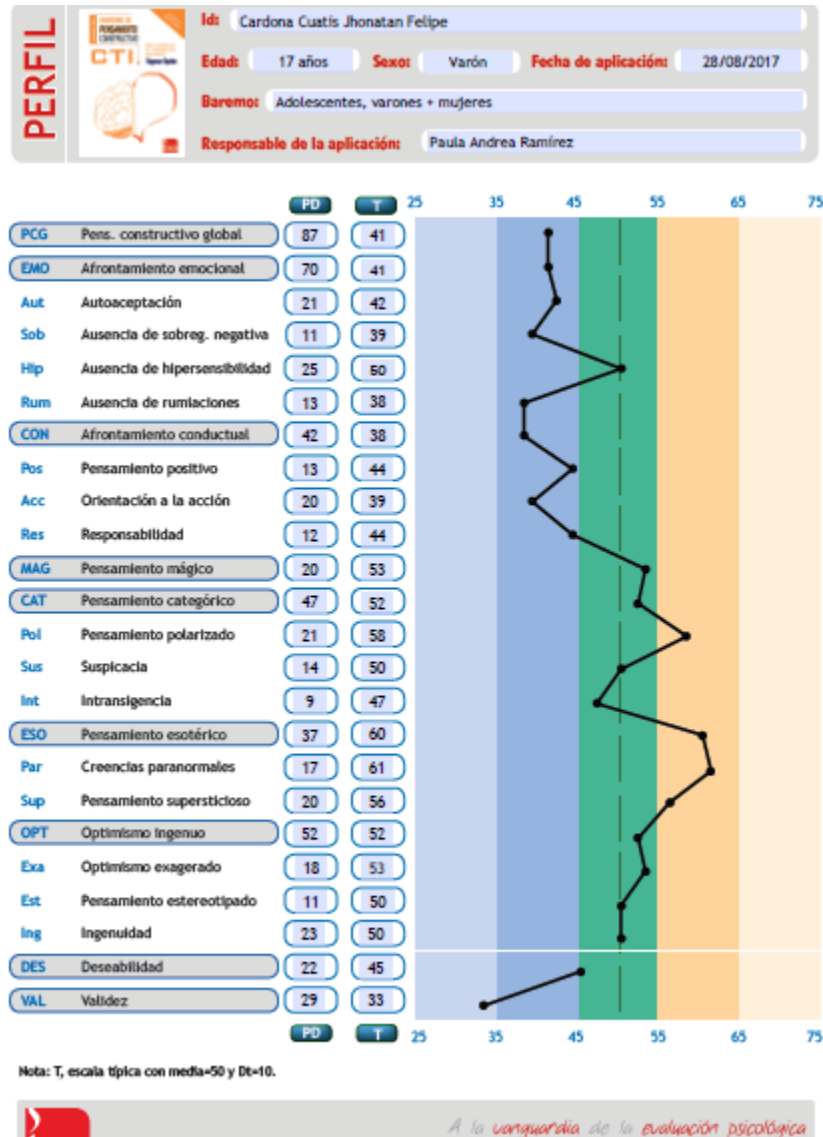 PERFIL
CUESTIONARIO DE
PENSAMIENTO
CONSTRUCTIVO
CTI
Id: Cardona Cuatis Jhonatan Felipe
Edad: 17 años Sexo: Varón Fecha de aplicación: 28/08/2017
Baremo: Adolescentes, varones + mujeres
Responsable de la aplicación: Paula Andrea Ramírez
PD T 25 35 45 55 65 75
PCG Pens. constructivo global 87 41
EMO Afrontamiento emocional 70 41
Aut Autoaceptación 21 42
Sob Ausencia de sobreg. negativa 11 39
Hip Ausencia de hipersensibilidad 25 50
Rum Ausencia de rumiaciones 13 38
CON Afrontamiento conductual 42 38
Pos Pensamiento positivo 13 44
Acc Orientación a la acción 20 39
Res Responsabilidad 12 44
MAG Pensamiento mágico 20 53
CAT Pensamiento categórico 47 52
Pol Pensamiento polarizado 21 58
Sus Suspicacia 14 50
Int Intransigencia 9 47
ESO Pensamiento esotérico 37 60
Par Creencias paranormales 17 61
Sup Pensamiento supersticioso 20 56
OPT Optimismo ingenuo 52 52
Exa Optimismo exagerado 18 53
Est Pensamiento estereotipado 11 50
Ing Ingenuidad 23 50
DES Deseabilidad 22 45
VAL Validez 29 33
PD T 25 35 45 55 65 75
Nota: T, escala típica con media=50 y Dt=10.
A la vanguardia de la evaluación psicológica